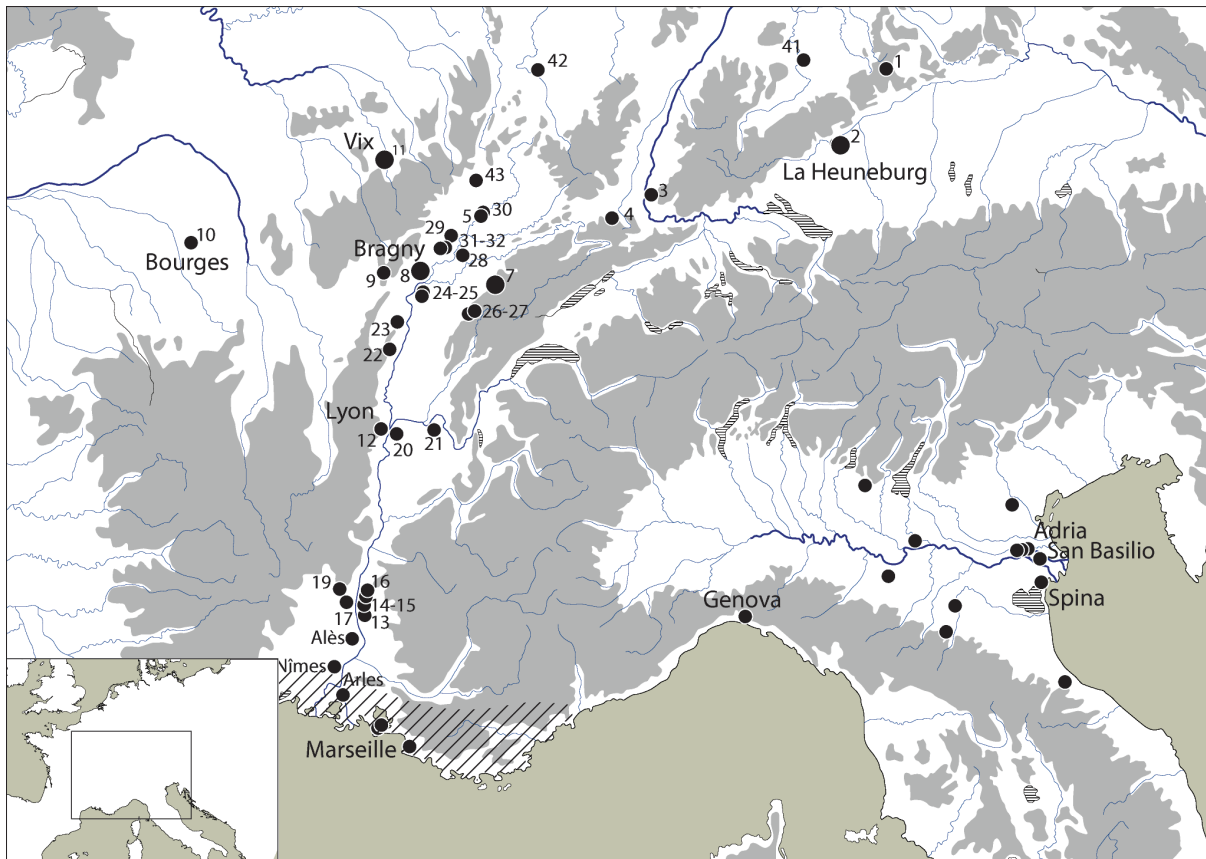 41
1
42
2
Vix
11
La Heuneburg
43
3
30
5
4
29
10
31-32
Bragny
Bourges
28
8
9
7
24-25
26-27
23
22
Lyon
12
20
21
Adria
San Basilio
19
16
14-15
Genova
Spina
17
13
Alès
Nîmes
Arles
Marseille